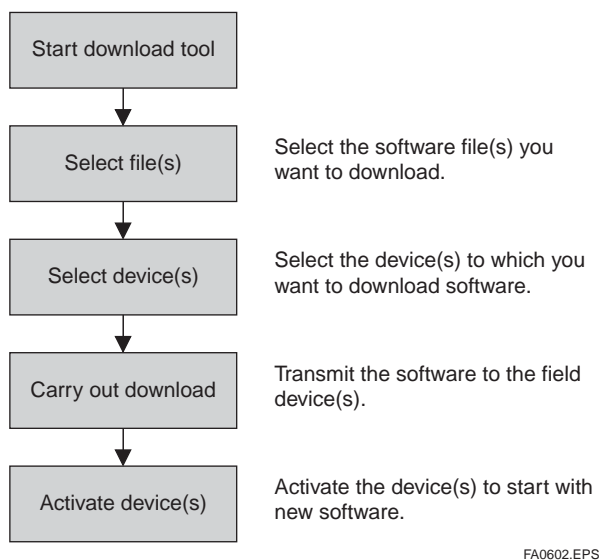 Start download tool
Select file(s)
Select the software file(s) you
want to download.
Select device(s)
Select the device(s) to which you
want to download software.
Carry out download
Transmit the software to the field
device(s).
Activate device(s)
Activate the device(s) to start with
new software.
FA0602.EPS